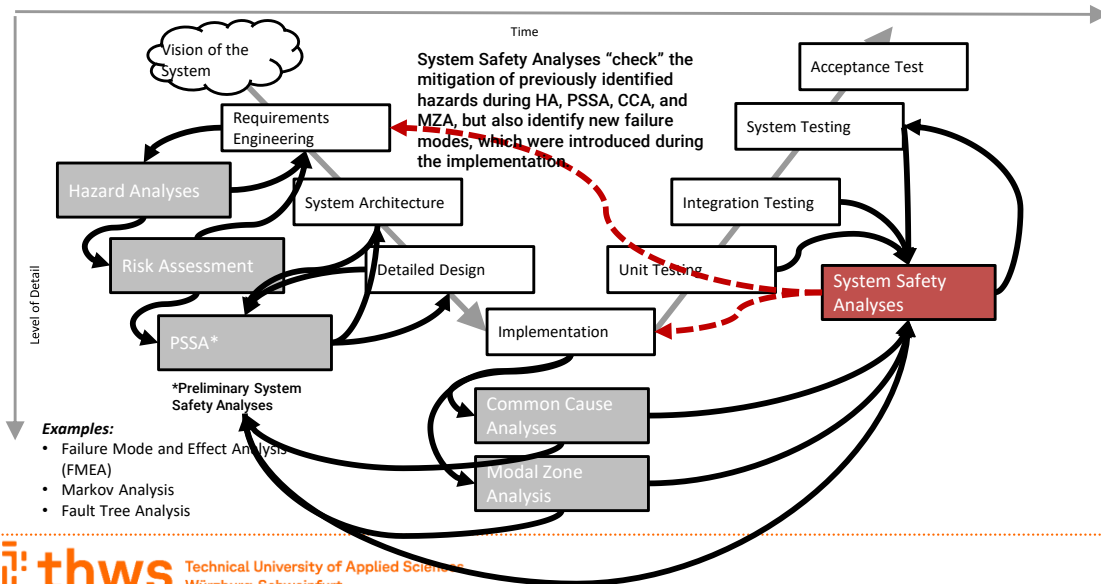 Time
Level of Detail
Vision of the
System
System Safety Analyses “check” the
mitigation of previously identified
hazards during HA, PSSA, CCA, and
MZA, but also identify new failure
modes, which were introduced during
the implementation.
Acceptance Test
Requirements
Engineering
System Testing
Hazard Analyses
System Architecture
Integration Testing
Risk Assessment
Detailed Design
Unit Testing
System Safety
Analyses
PSSA*
Implementation
*Preliminary System
Safety Analyses
Common Cause
Analyses
Modal Zone
Analysis
Examples:
• Failure Mode and Effect Analysis
(FMEA)
• Markov Analysis
• Fault Tree Analysis
thws
Technical University of Applied Sciences
Würzburg-Schweinfurt